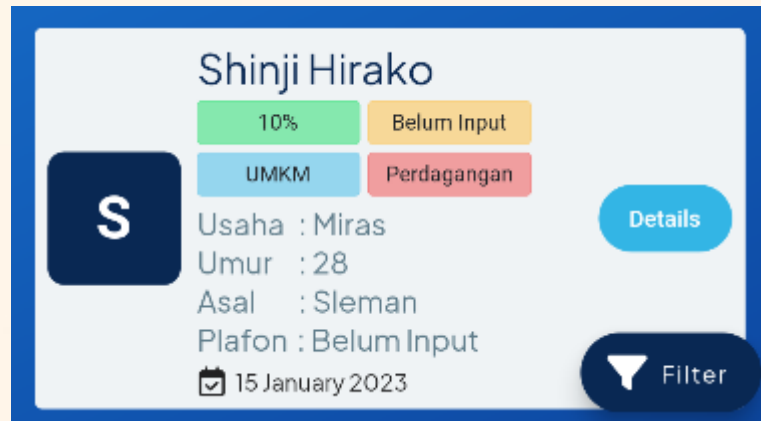 Shinji Hirako
10% Belum Input
UMKM Perdagangan
S
Usaha : Miras
Details
Umur : 28
Asal : Sleman
Plafon : Belum Input
15 January 2023
Filter